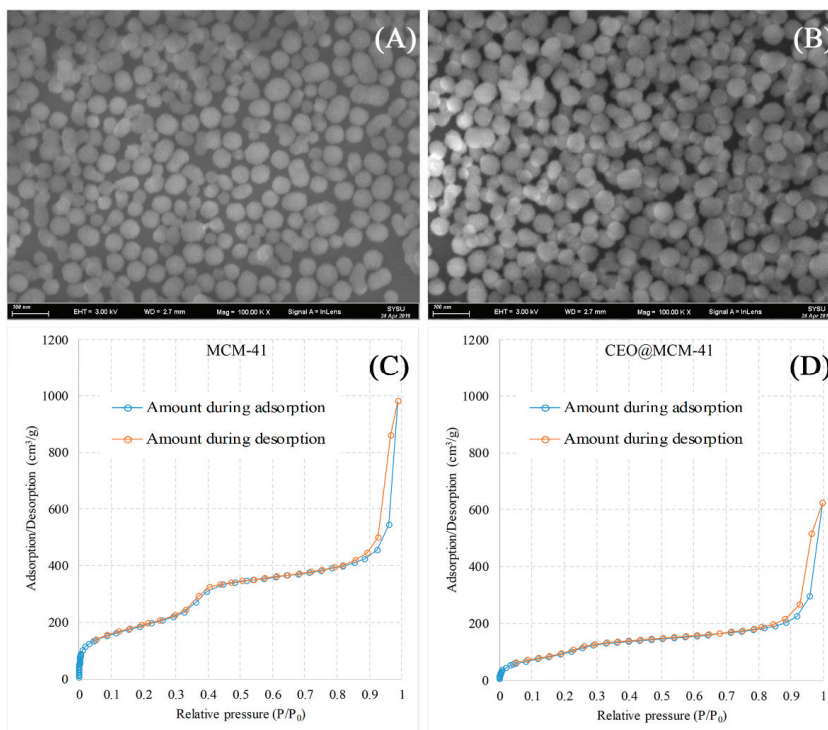 (A)
(B)
100 nm EHT = 3.00 kV WD = 2.7 mm Mag = 100.00 K X Signal A = InLens SYSU
100 nm EHT = 3.00 kV WD = 2.7 mm Mag = 100.00 K X Signal A = InLens SYSU
MCM-41
(C)
Amount during adsorption
Amount during desorption
Adsorption/Desorption (cm³/g)
1200
1000
800
600
400
200
0
0 0.1 0.2 0.3 0.4 0.5 0.6 0.7 0.8 0.9 1
Relative pressure (P/P₀)
CEO@MCM-41
(D)
Amount during adsorption
Amount during desorption
Adsorption/Desorption (cm³/g)
1200
1000
800
600
400
200
0
0 0.1 0.2 0.3 0.4 0.5 0.6 0.7 0.8 0.9 1
Relative pressure (P/P₀)